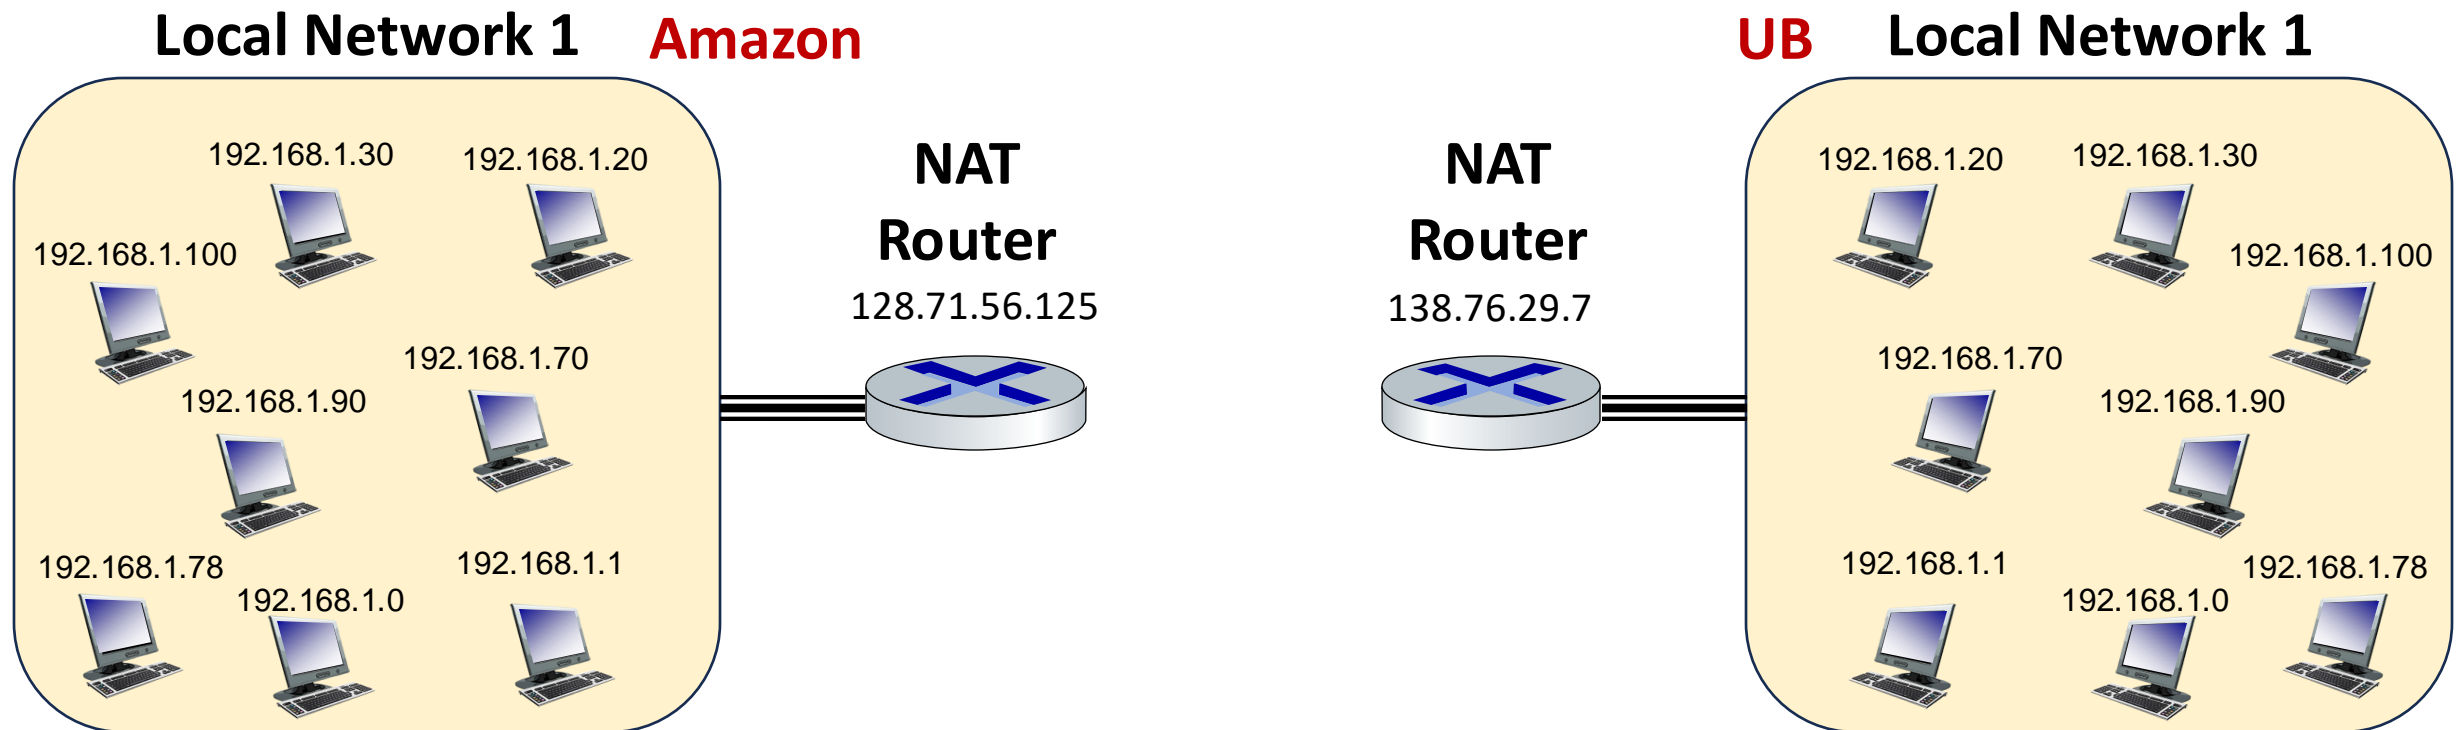 Local Network 1
Amazon
192.168.1.30
192.168.1.20
192.168.1.100
192.168.1.70
192.168.1.90
192.168.1.78
192.168.1.0
192.168.1.1
NAT
Router
128.71.56.125
NAT
Router
138.76.29.7
UB
Local Network 1
192.168.1.20
192.168.1.30
192.168.1.100
192.168.1.70
192.168.1.90
192.168.1.1
192.168.1.0
192.168.1.78